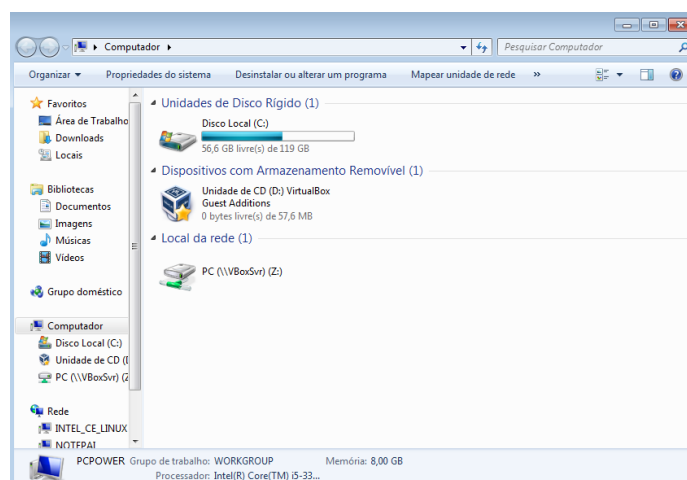 Computador
Pesquisar Computador
Organizar Propriedades do sistema Desinstalar ou alterar um programa Mapear unidade de rede »
Favoritos
Área de Trabalho
Downloads
Locais
Bibliotecas
Documentos
Imagens
Músicas
Vídeos
Grupo doméstico
Computador
Disco Local (C:)
Unidade de CD (
PC (\\VBoxSvr) (Z
Rede
INTEL_CE_LINUX
NOTEPAI
Unidades de Disco Rígido (1)
Disco Local (C:)
56,6 GB livre(s) de 119 GB
Dispositivos com Armazenamento Removível (1)
Unidade de CD (D:) VirtualBox
Guest Additions
0 bytes livre(s) de 57,6 MB
Local da rede (1)
PC (\\VBoxSvr) (Z:)
PCPOWER Grupo de trabalho: WORKGROUP Memória: 8,00 GB
Processador: Intel(R) Core(TM) i5-33...